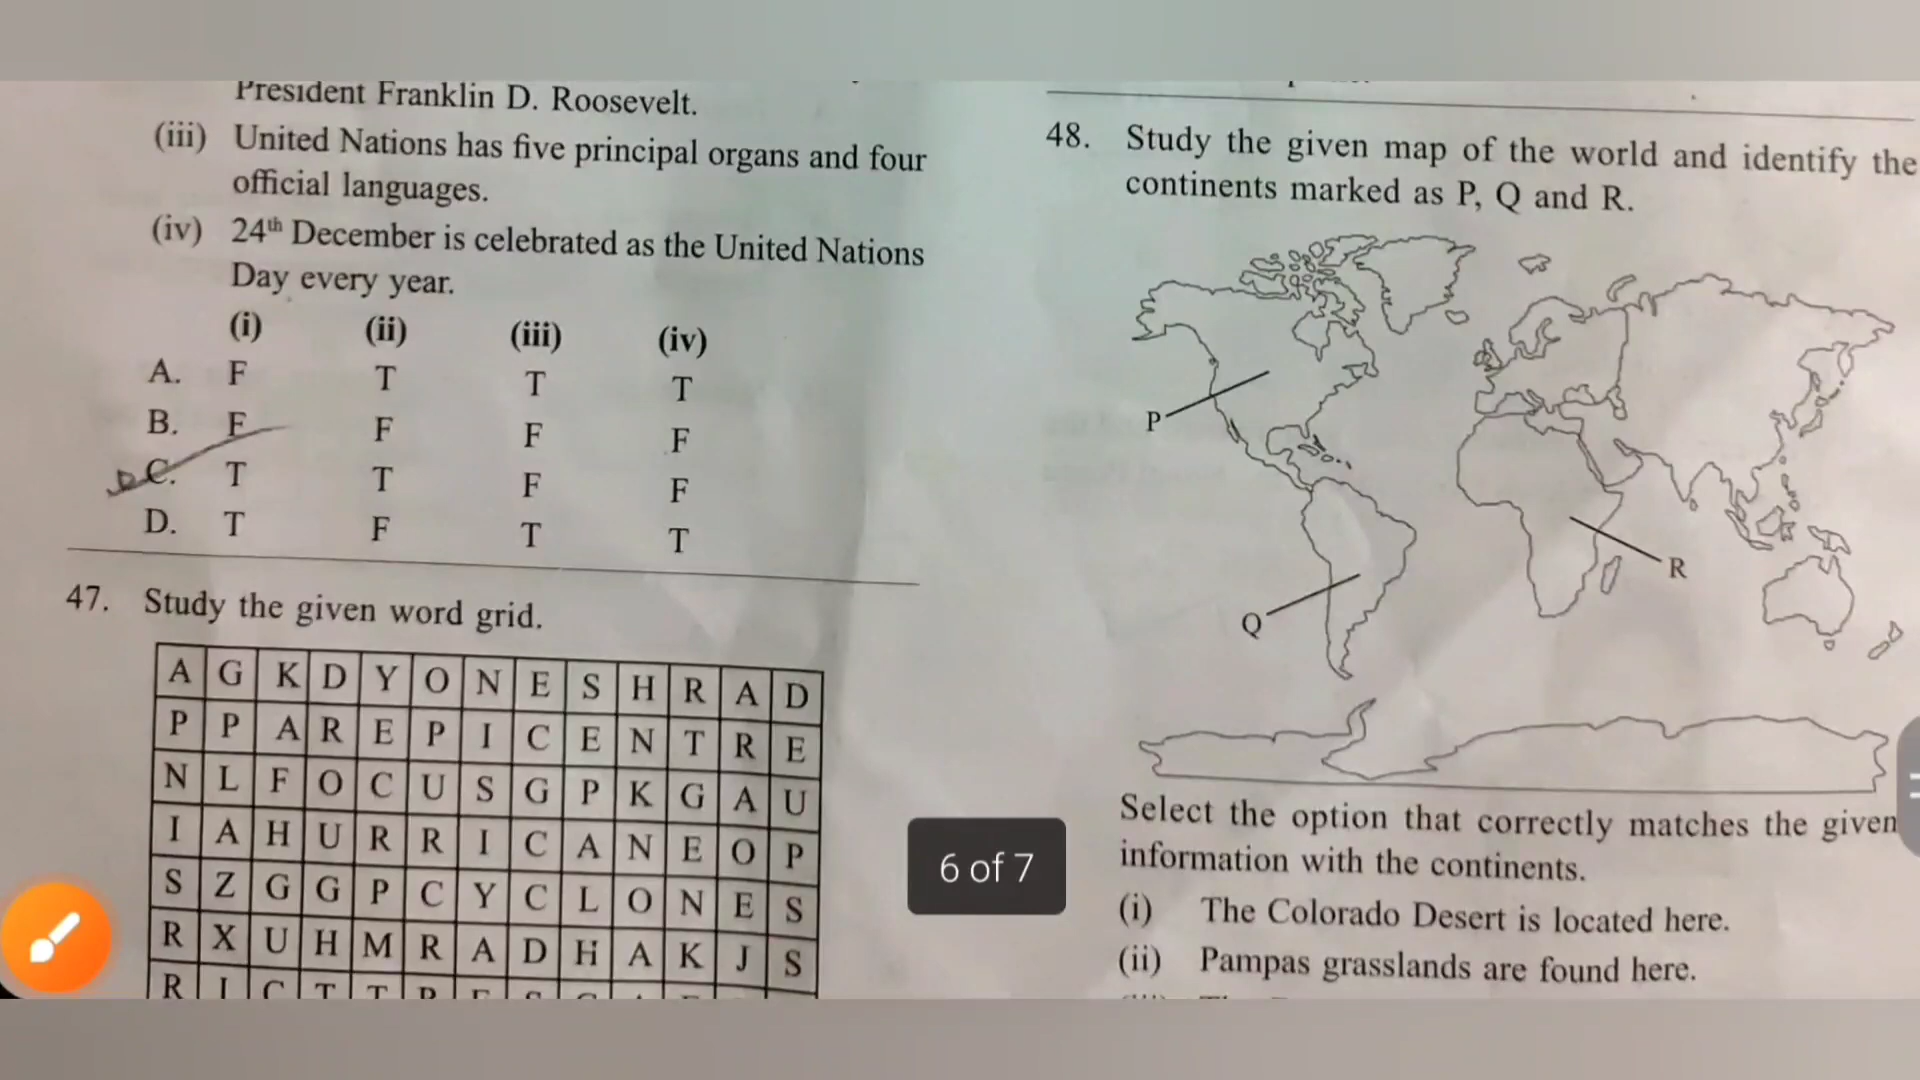 President Franklin D. Roosevelt.
(iii) United Nations has five principal organs and four
official languages.
(iv) 24th December is celebrated as the United Nations
Day every year.
(i) (ii) (iii) (iv)
A. F T T T
B. F F F F
C. T T F F
D. T F T T
47. Study the given word grid.
A G K D Y O N E S H R A D
P P A R E P I C E N T R E
N L F O C U S G P K G A U
I A H U R R I C A N E O P
S Z G G P C Y C L O N E S
R X U H M R A D H A K J S
48. Study the given map of the world and identify the
continents marked as P, Q and R.
P
R
Q
Select the option that correctly matches the given
information with the continents.
(i) The Colorado Desert is located here.
(ii) Pampas grasslands are found here.
6 of 7